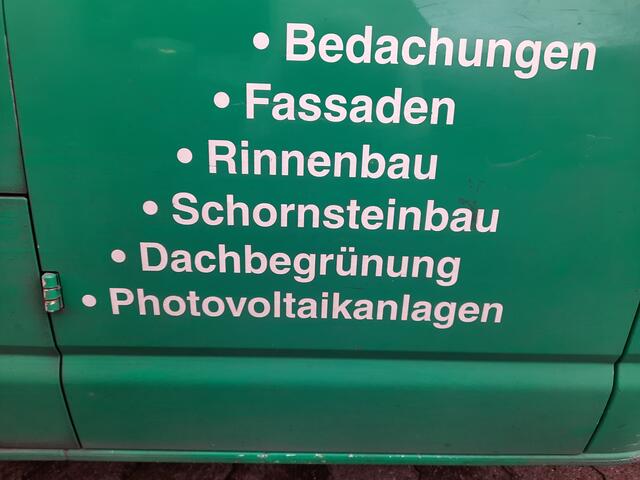 • Bedachungen
• Fassaden
• Rinnenbau
• Schornsteinbau
• Dachbegrünung
• Photovoltaikanlagen